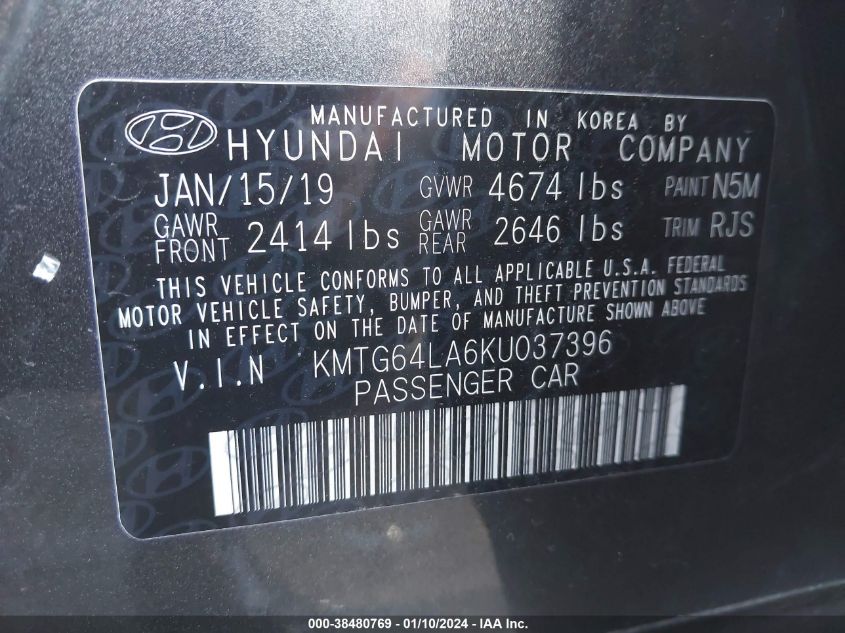 MANUFACTURED IN KOREA BY
HYUNDAI MOTOR COMPANY
JAN/15/19 GVWR 4674 lbs PAINT N5M
GAWR FRONT 2414 lbs GAWR REAR 2646 lbs TRIM RJS
THIS VEHICLE CONFORMS TO ALL APPLICABLE U.S.A. FEDERAL
MOTOR VEHICLE SAFETY, BUMPER, AND THEFT PREVENTION STANDARDS
IN EFFECT ON THE DATE OF MANUFACTURE SHOWN ABOVE
V.I.N KMTG64LA6KU037396
PASSENGER CAR
000-38480769 - 01/10/2024 - IAA Inc.